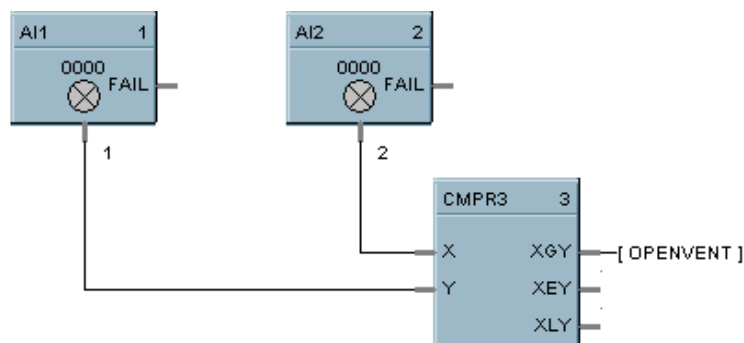 AI1 1
0000
FAIL
1
AI2 2
0000
FAIL
2
CMPR3 3
X XGY [ OPENVENT ]
Y XEY
XLY